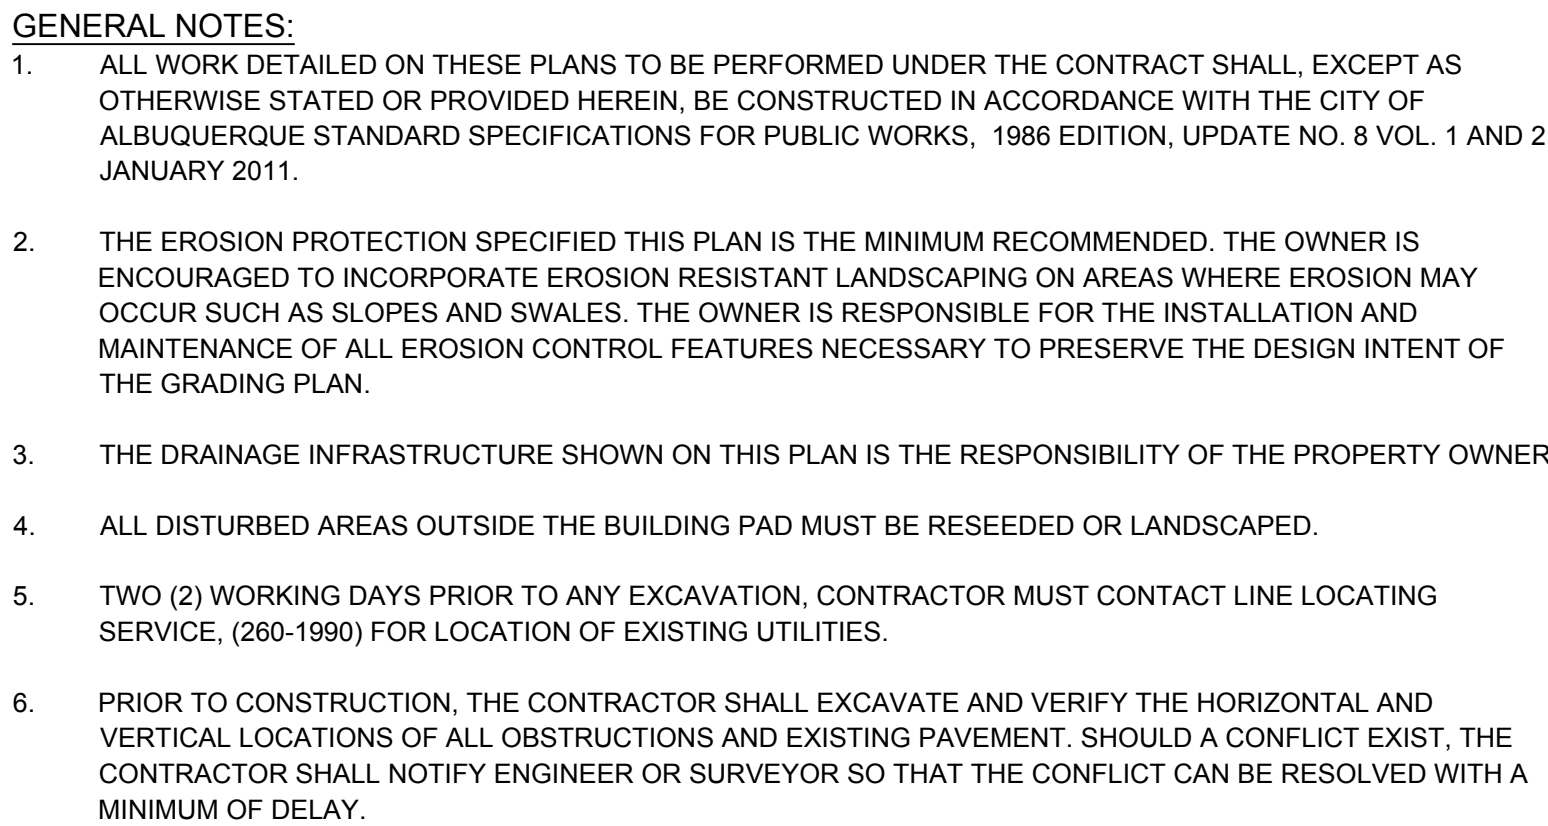 GENERAL NOTES:
1. ALL WORK DETAILED ON THESE PLANS TO BE PERFORMED UNDER THE CONTRACT SHALL, EXCEPT AS
OTHERWISE STATED OR PROVIDED HEREIN, BE CONSTRUCTED IN ACCORDANCE WITH THE CITY OF
ALBUQUERQUE STANDARD SPECIFICATIONS FOR PUBLIC WORKS, 1986 EDITION, UPDATE NO. 8 VOL. 1 AND 2
JANUARY 2011.
2. THE EROSION PROTECTION SPECIFIED THIS PLAN IS THE MINIMUM RECOMMENDED. THE OWNER IS
ENCOURAGED TO INCORPORATE EROSION RESISTANT LANDSCAPING ON AREAS WHERE EROSION MAY
OCCUR SUCH AS SLOPES AND SWALES. THE OWNER IS RESPONSIBLE FOR THE INSTALLATION AND
MAINTENANCE OF ALL EROSION CONTROL FEATURES NECESSARY TO PRESERVE THE DESIGN INTENT OF
THE GRADING PLAN.
3. THE DRAINAGE INFRASTRUCTURE SHOWN ON THIS PLAN IS THE RESPONSIBILITY OF THE PROPERTY OWNER
4. ALL DISTURBED AREAS OUTSIDE THE BUILDING PAD MUST BE RESEEDED OR LANDSCAPED.
5. TWO (2) WORKING DAYS PRIOR TO ANY EXCAVATION, CONTRACTOR MUST CONTACT LINE LOCATING
SERVICE, (260-1990) FOR LOCATION OF EXISTING UTILITIES.
6. PRIOR TO CONSTRUCTION, THE CONTRACTOR SHALL EXCAVATE AND VERIFY THE HORIZONTAL AND
VERTICAL LOCATIONS OF ALL OBSTRUCTIONS AND EXISTING PAVEMENT. SHOULD A CONFLICT EXIST, THE
CONTRACTOR SHALL NOTIFY ENGINEER OR SURVEYOR SO THAT THE CONFLICT CAN BE RESOLVED WITH A
MINIMUM OF DELAY.